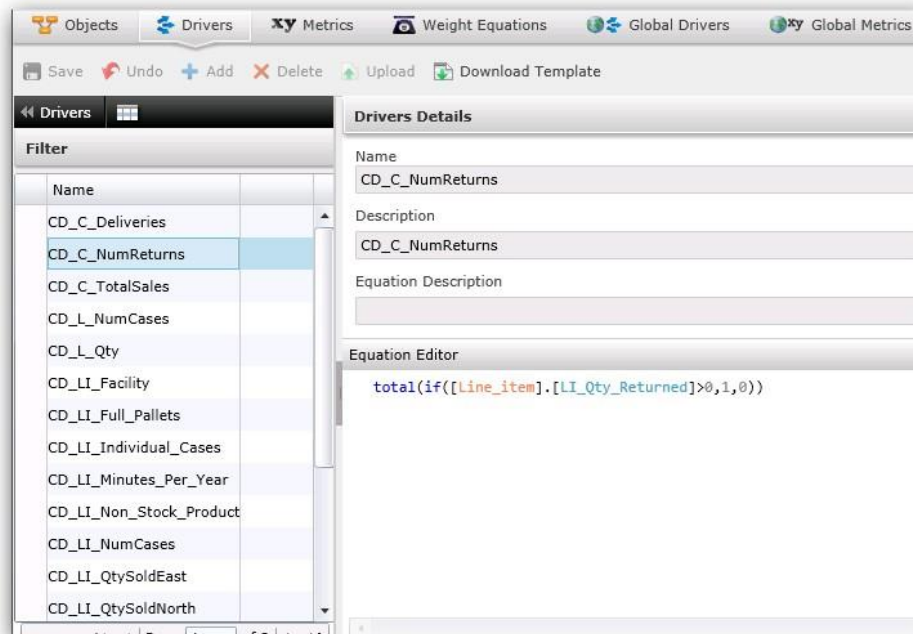 Objects Drivers xy Metrics Weight Equations Global Drivers xy Global Metrics
Save Undo Add Delete Upload Download Template
Drivers
Filter
Name
CD_C_Deliveries
CD_C_NumReturns
CD_C_TotalSales
CD_L_NumCases
CD_L_Qty
CD_LI_Facility
CD_LI_Full_Pallets
CD_LI_Individual_Cases
CD_LI_Minutes_Per_Year
CD_LI_Non_Stock_Product
CD_LI_NumCases
CD_LI_QtySoldEast
CD_LI_QtySoldNorth
Drivers Details
Name
CD_C_NumReturns
Description
CD_C_NumReturns
Equation Description
Equation Editor
total(if([Line_item].[LI_Qty_Returned]>0,1,0))